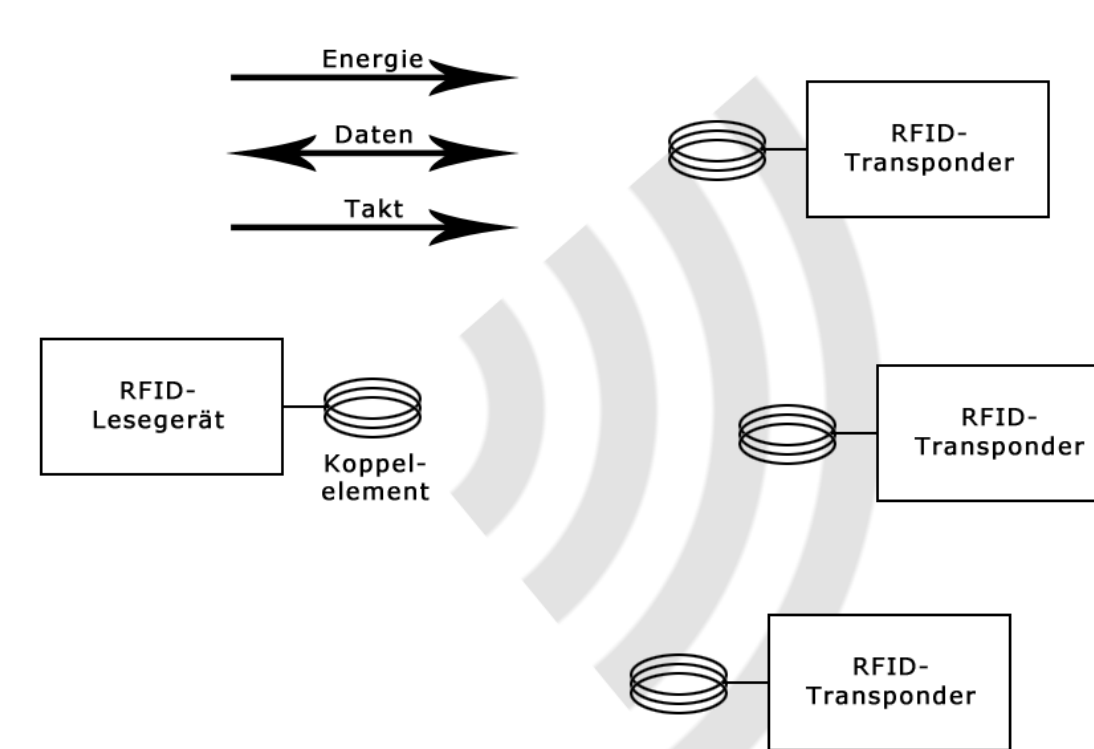 Energie
Daten
Takt
RFID-
Transponder
RFID-
Lesegerät
Koppel-
element
RFID-
Transponder
RFID-
Transponder